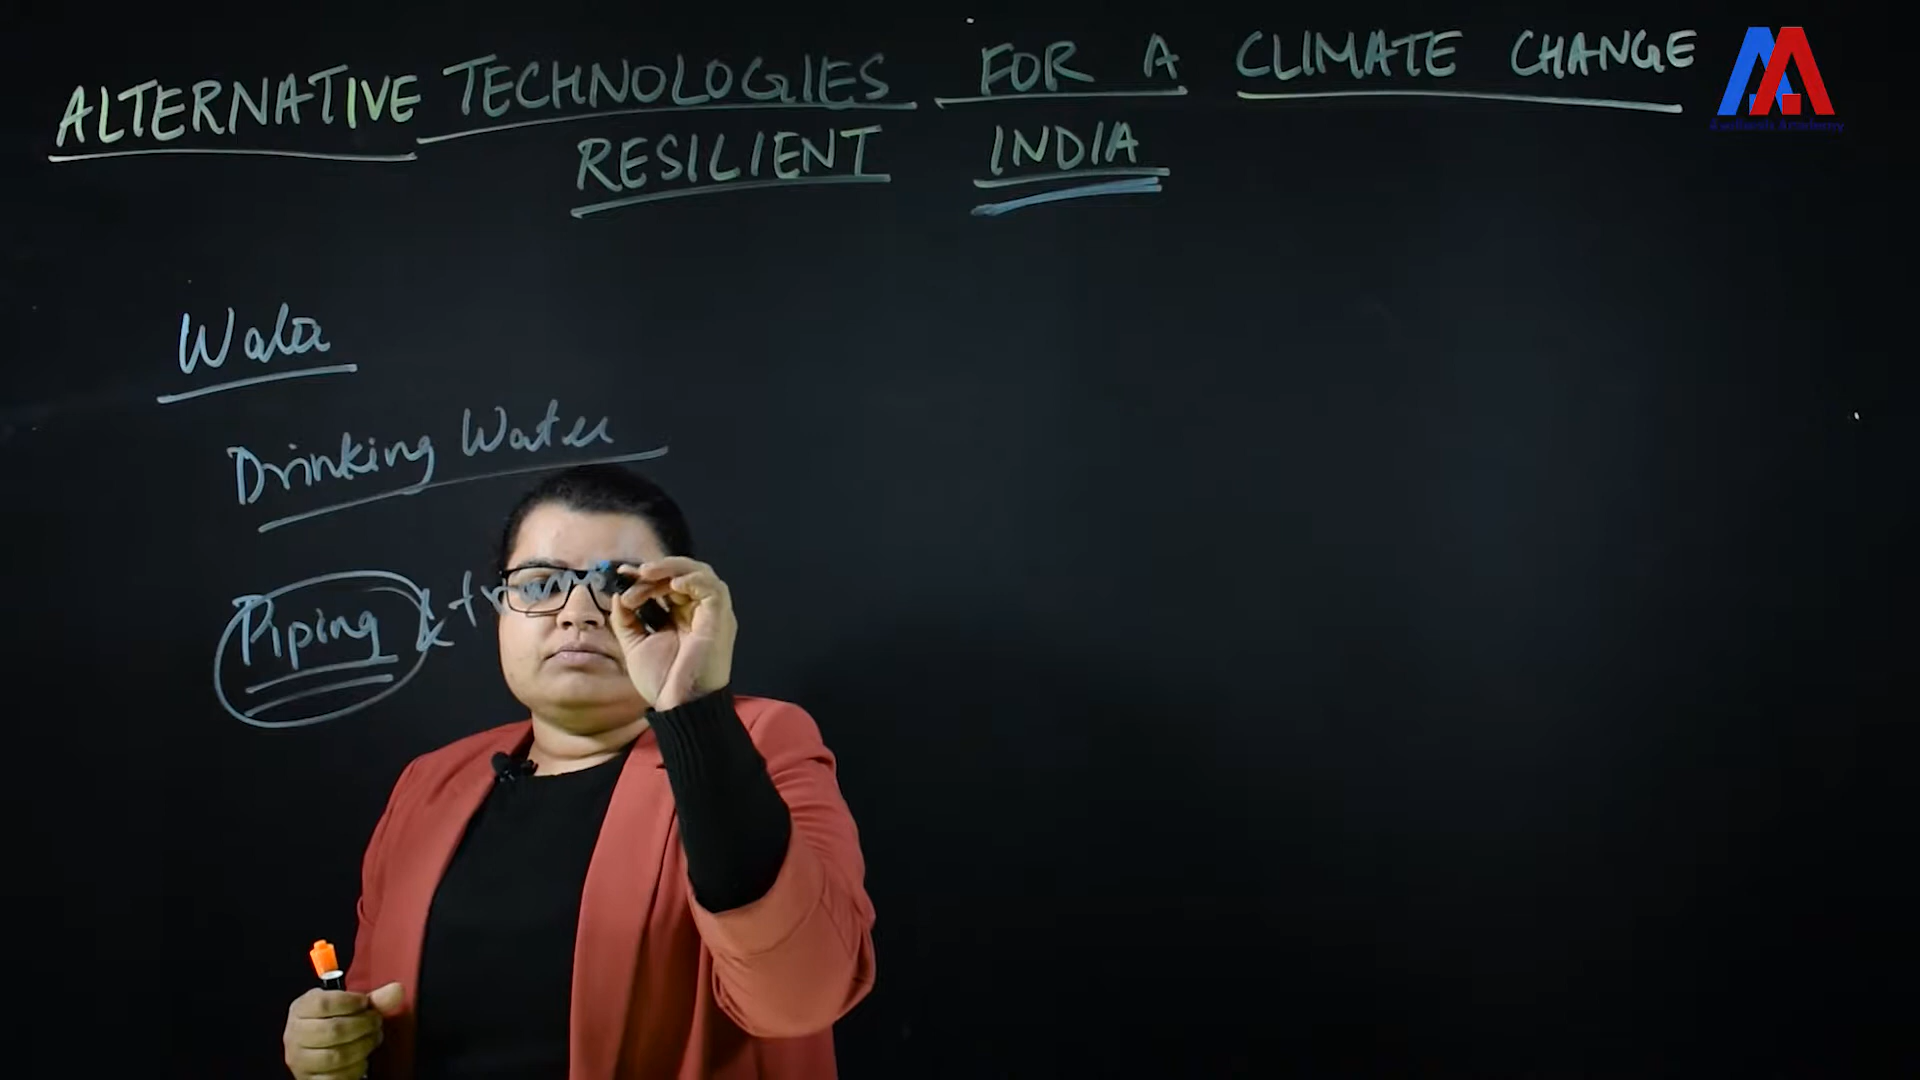 ALTERNATIVE TECHNOLOGIES FOR A CLIMATE CHANGE
RESILIENT INDIA
Water
Drinking Water
Piping &